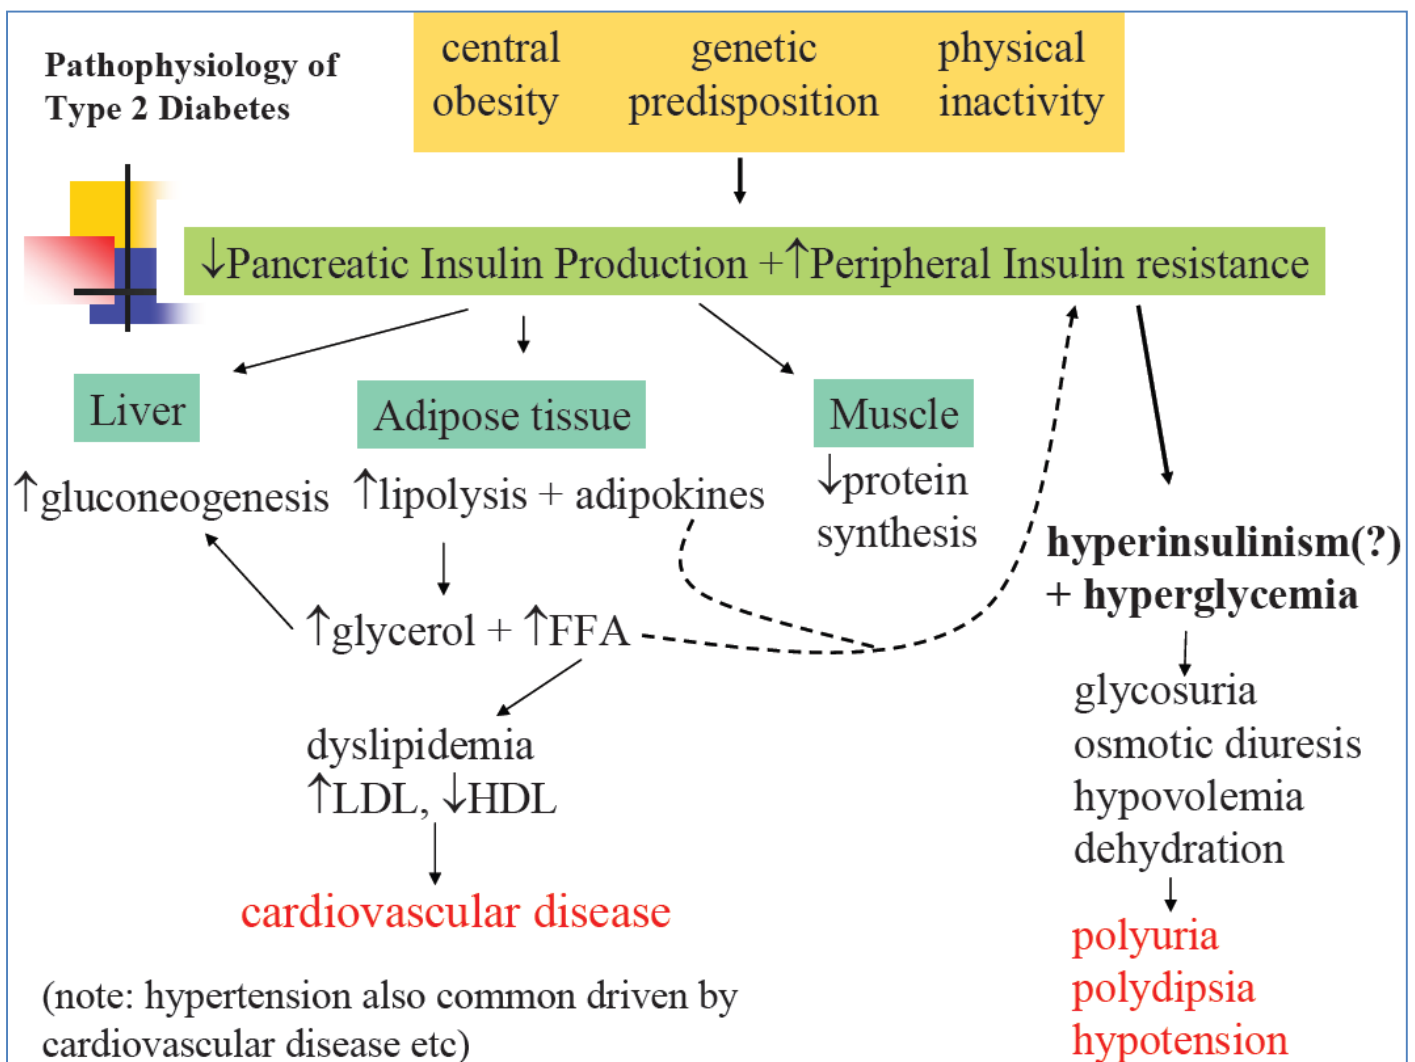 Pathophysiology of
Type 2 Diabetes
central genetic physical
obesity predisposition inactivity
↓Pancreatic Insulin Production +↑Peripheral Insulin resistance
Liver
Adipose tissue
Muscle
↑gluconeogenesis
↑lipolysis + adipokines
↓protein
synthesis
↑glycerol + ↑FFA
dyslipidemia
↑LDL, ↓HDL
cardiovascular disease
(note: hypertension also common driven by
cardiovascular disease etc)
hyperinsulinism(?)
+ hyperglycemia
glycosuria
osmotic diuresis
hypovolemia
dehydration
polyuria
polydipsia
hypotension